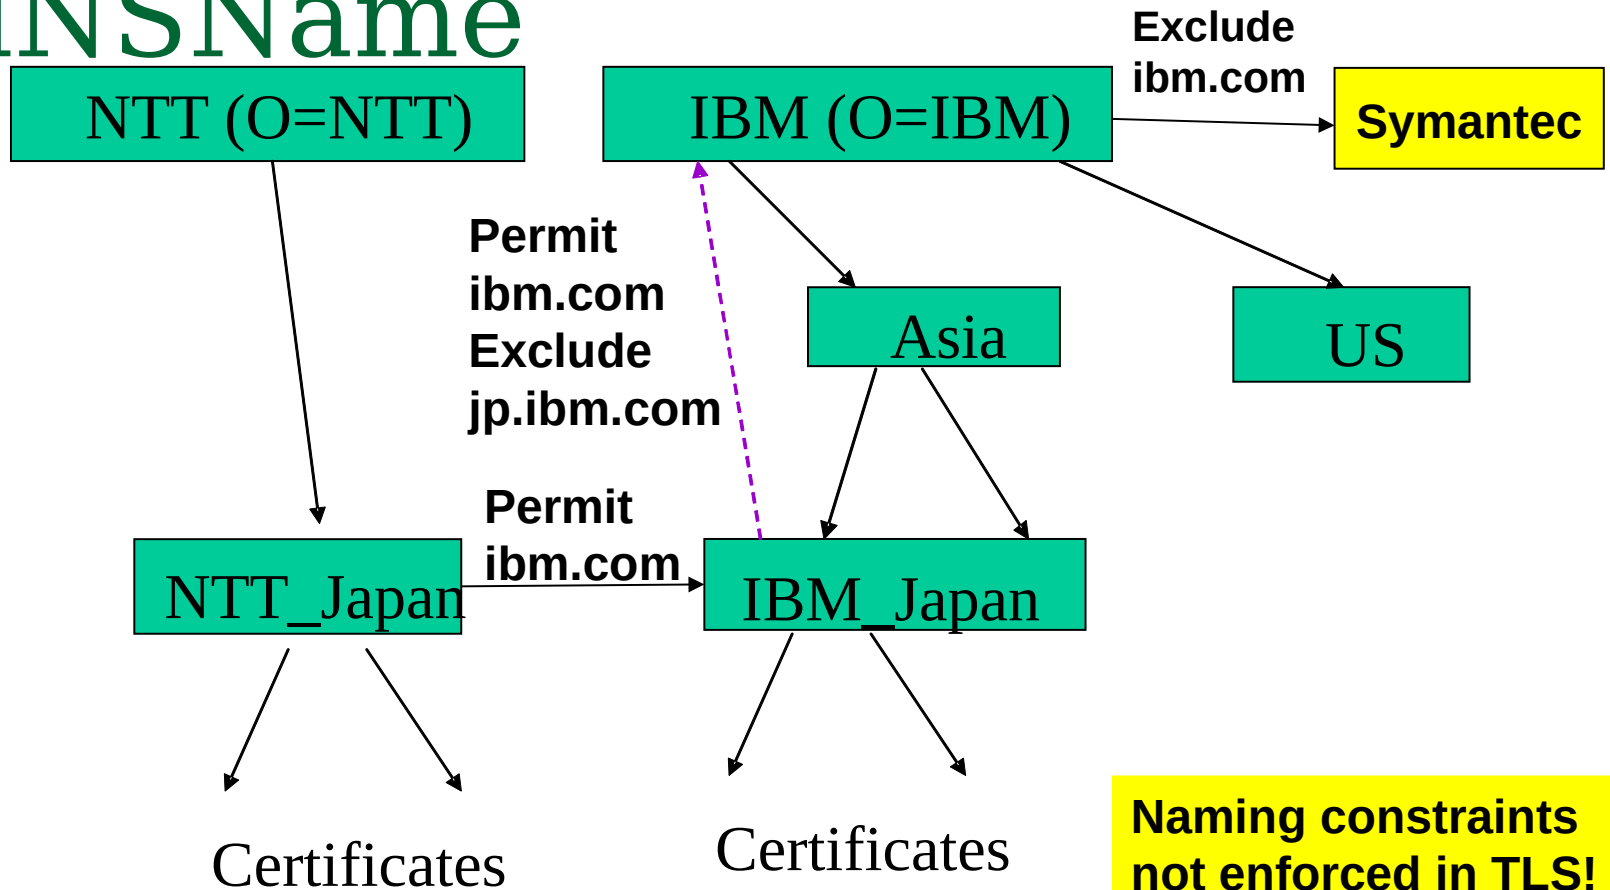 NSName
Exclude
ibm.com
NTT (O=NTT)
IBM (O=IBM)
Symantec
Permit
ibm.com
Exclude
jp.ibm.com
Asia
US
Permit
ibm.com
NTT_Japan
IBM_Japan
Certificates
Certificates
Naming constraints
not enforced in TLS!